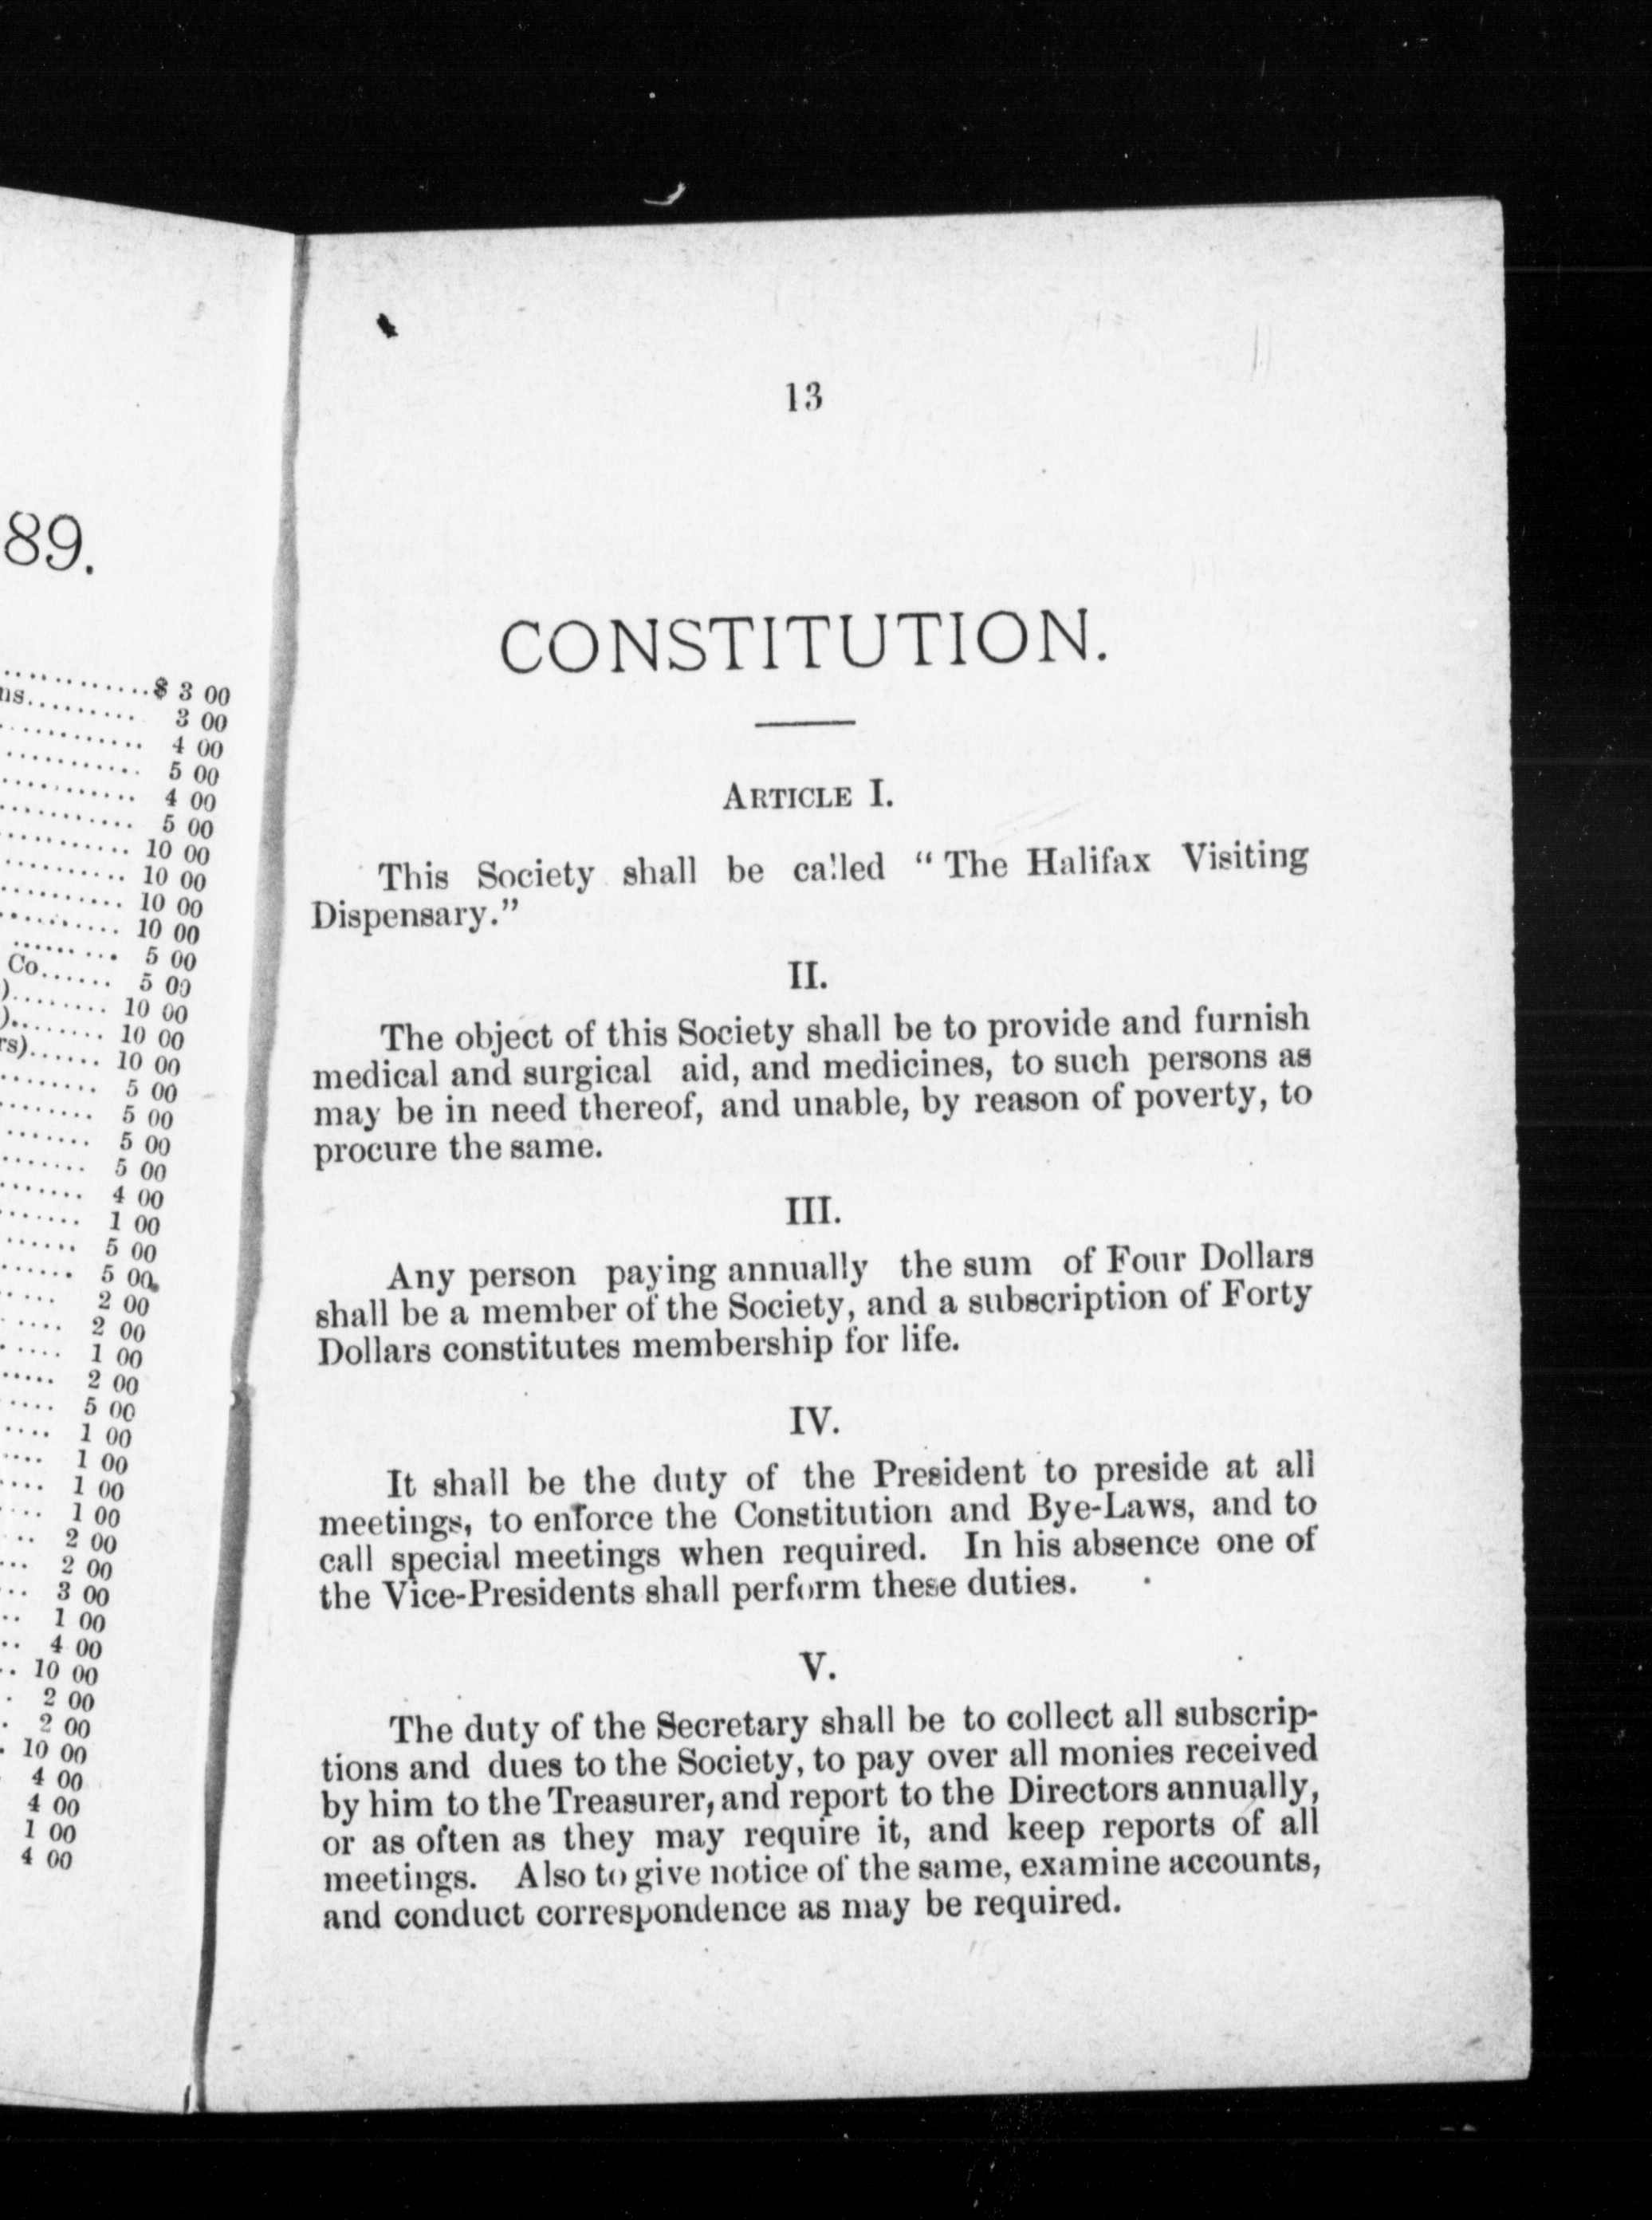 89.
$ 3 00
ns......... 3 00
4 00
5 00
4 00
5 00
10 00
10 00
10 00
10 00
5 00
Co....... 5 00
)......... 10 00
)......... 10 00
rs)...... 10 00
5 00
5 00
5 00
5 00
4 00
1 00
5 00
5 00
2 00
2 00
1 00
2 00
5 00
1 00
1 00
1 00
1 00
2 00
2 00
3 00
1 00
4 00
10 00
2 00
2 00
10 00
4 00
4 00
1 00
4 00
13
CONSTITUTION.
ARTICLE I.
This Society shall be called “The Halifax Visiting
Dispensary.”
II.
The object of this Society shall be to provide and furnish
medical and surgical aid, and medicines, to such persons as
may be in need thereof, and unable, by reason of poverty, to
procure the same.
III.
Any person paying annually the sum of Four Dollars
shall be a member of the Society, and a subscription of Forty
Dollars constitutes membership for life.
IV.
It shall be the duty of the President to preside at all
meetings, to enforce the Constitution and Bye-Laws, and to
call special meetings when required. In his absence one of
the Vice-Presidents shall perform these duties.
V.
The duty of the Secretary shall be to collect all subscrip-
tions and dues to the Society, to pay over all monies received
by him to the Treasurer, and report to the Directors annually,
or as often as they may require it, and keep reports of all
meetings. Also to give notice of the same, examine accounts,
and conduct correspondence as may be required.